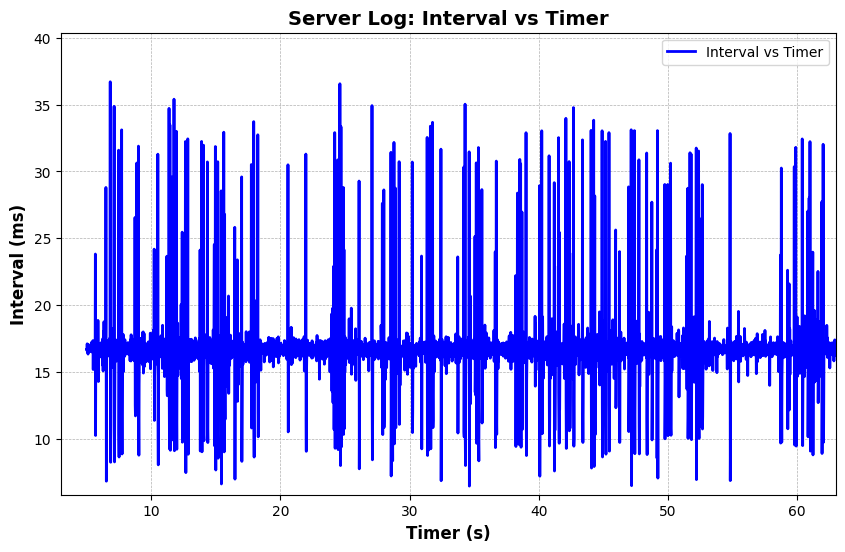 Server Log: Interval vs Timer
Interval vs Timer
40
35
30
25
20
15
10
Interval (ms)
10 20 30 40 50 60
Timer (s)